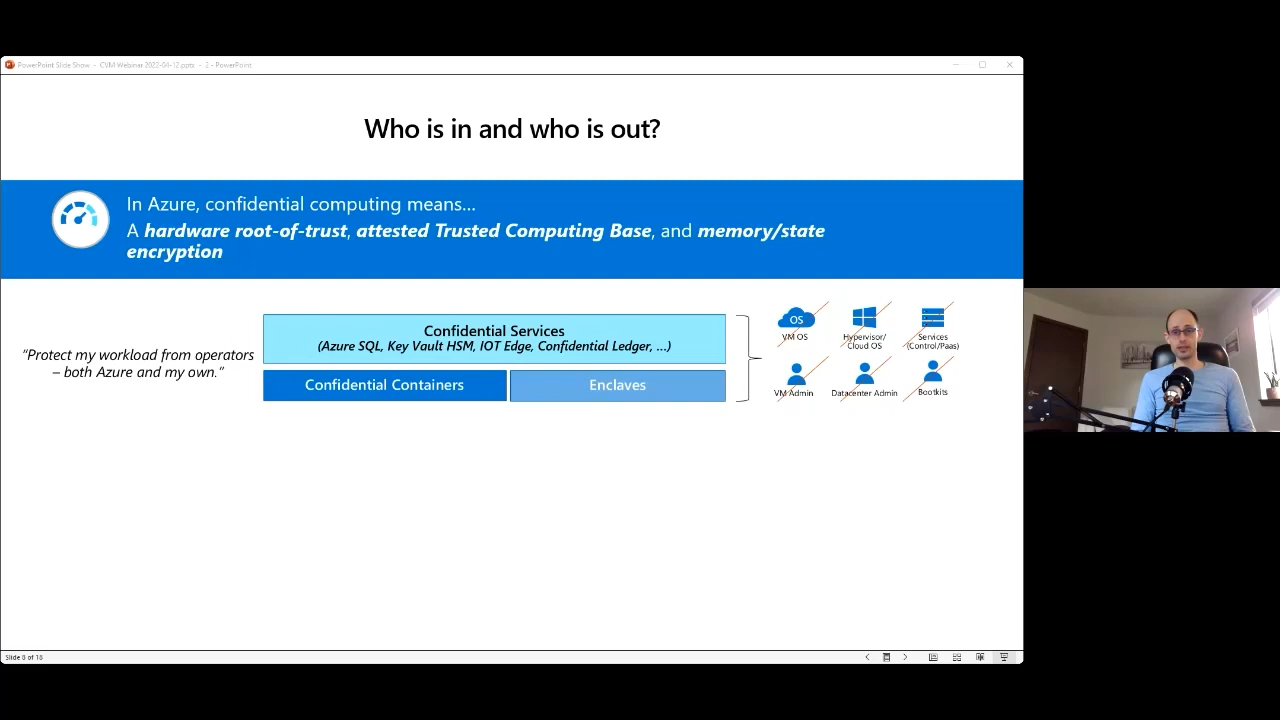 PowerPoint Slide Show - CVM Webinar 2022-04-12.pptx - 2 - PowerPoint
Who is in and who is out?
In Azure, confidential computing means...
A hardware root-of-trust, attested Trusted Computing Base, and memory/state
encryption
"Protect my workload from operators
– both Azure and my own."
Confidential Services
(Azure SQL, Key Vault HSM, IOT Edge, Confidential Ledger, ...)
Confidential Containers
Enclaves
OS
VM OS
Hypervisor/
Cloud OS
Services
(Control/PaaS)
VM Admin
Datacenter Admin
Bootkits
Slide 8 of 18